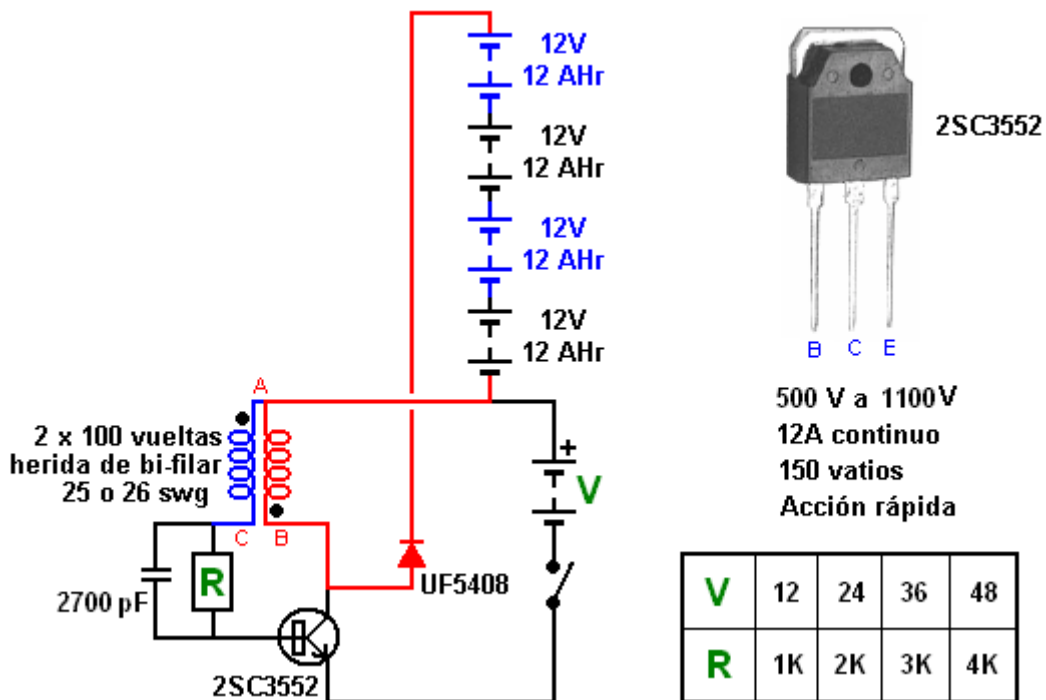 12V
12 AHr
12V
12 AHr
12V
12 AHr
12V
12 AHr
A
2 x 100 vueltas
herida de bi-filar
25 o 26 swg
C
B
R
2700 pF
2SC3552
UF5408
+
V
2SC3552
B C E
500 V a 1100V
12A continuo
150 vatios
Acción rápida
V 12 24 36 48
R 1K 2K 3K 4K